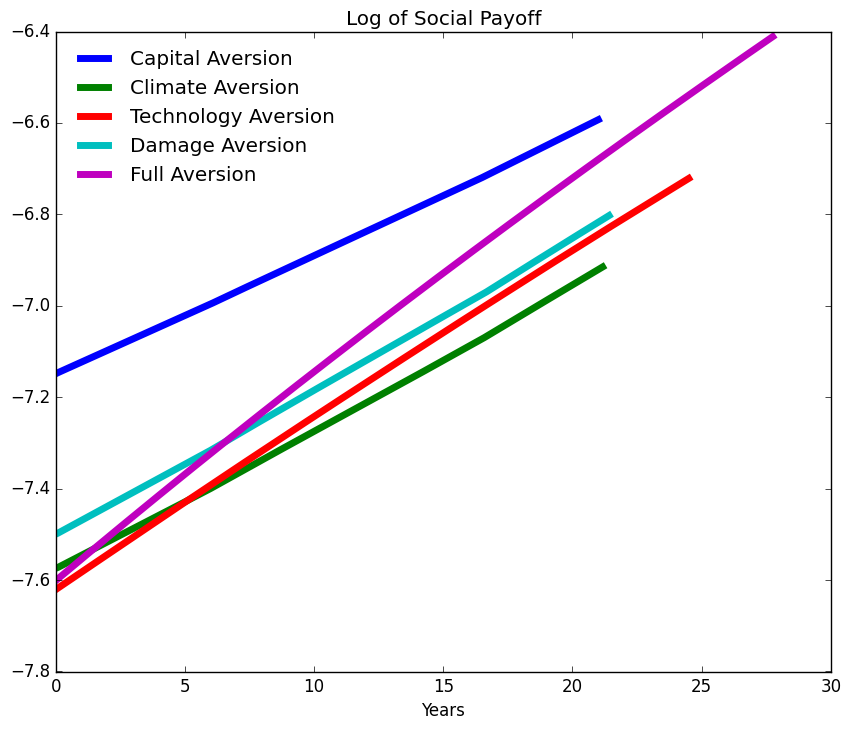 Log of Social Payoff
−6.4
−6.6
−6.8
−7.0
−7.2
−7.4
−7.6
−7.8
Capital Aversion
Climate Aversion
Technology Aversion
Damage Aversion
Full Aversion
0 5 10 15 20 25 30
Years